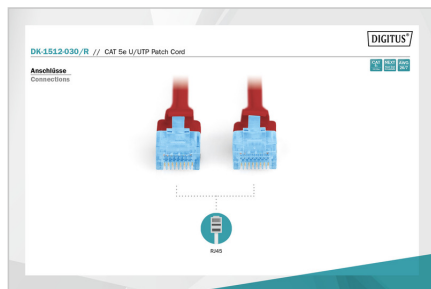 DIGITUS®
DK-1512-030/R // CAT 5e U/UTP Patch Cord
Anschlüsse
Connections
RJ45